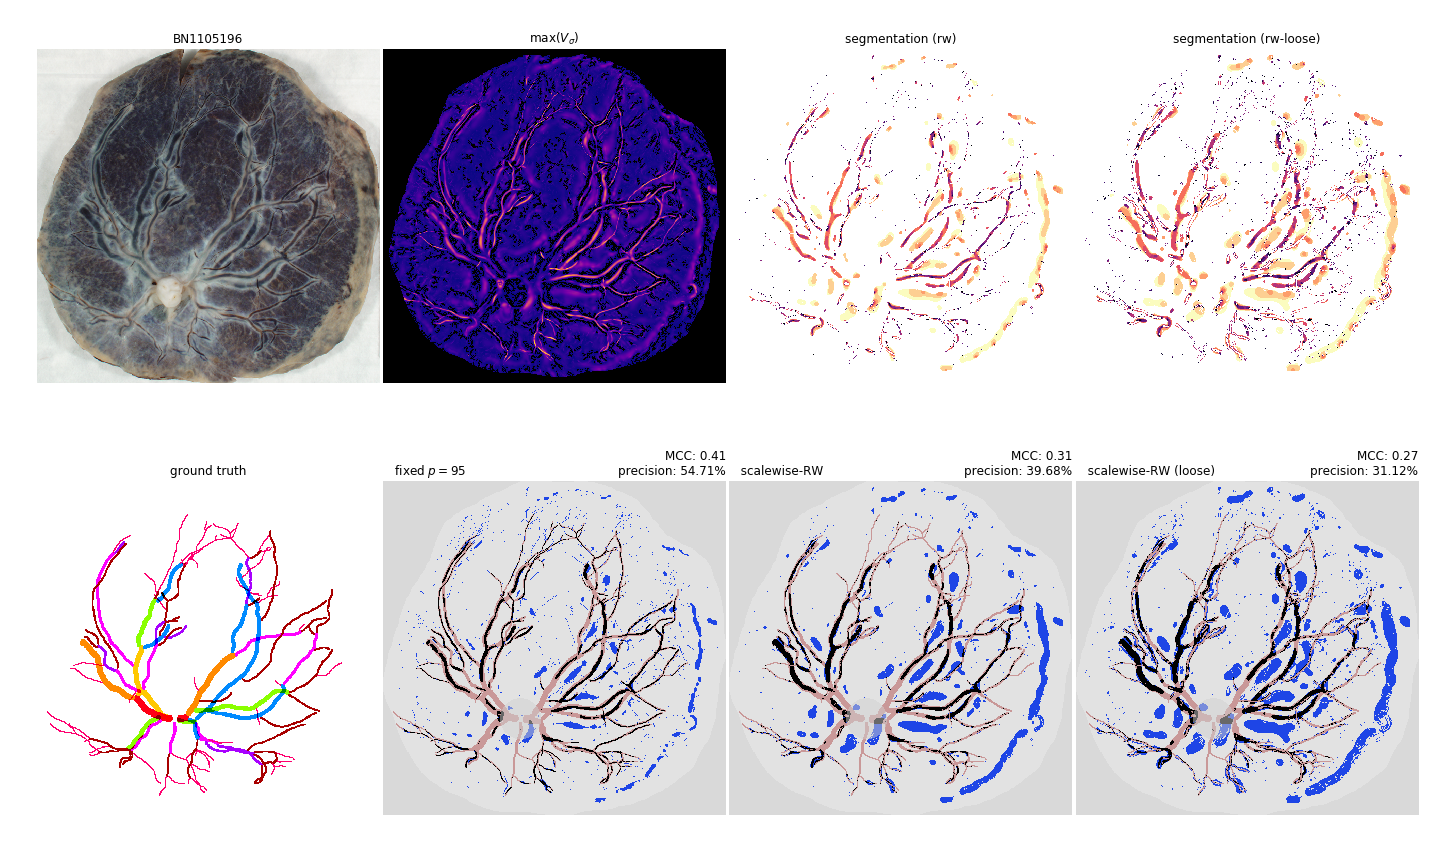 BN1105196
max(V_σ)
segmentation (rw)
segmentation (rw-loose)
ground truth
fixed p = 95
MCC: 0.41
precision: 54.71%
scalewise-RW
MCC: 0.31
precision: 39.68%
scalewise-RW (loose)
MCC: 0.27
precision: 31.12%